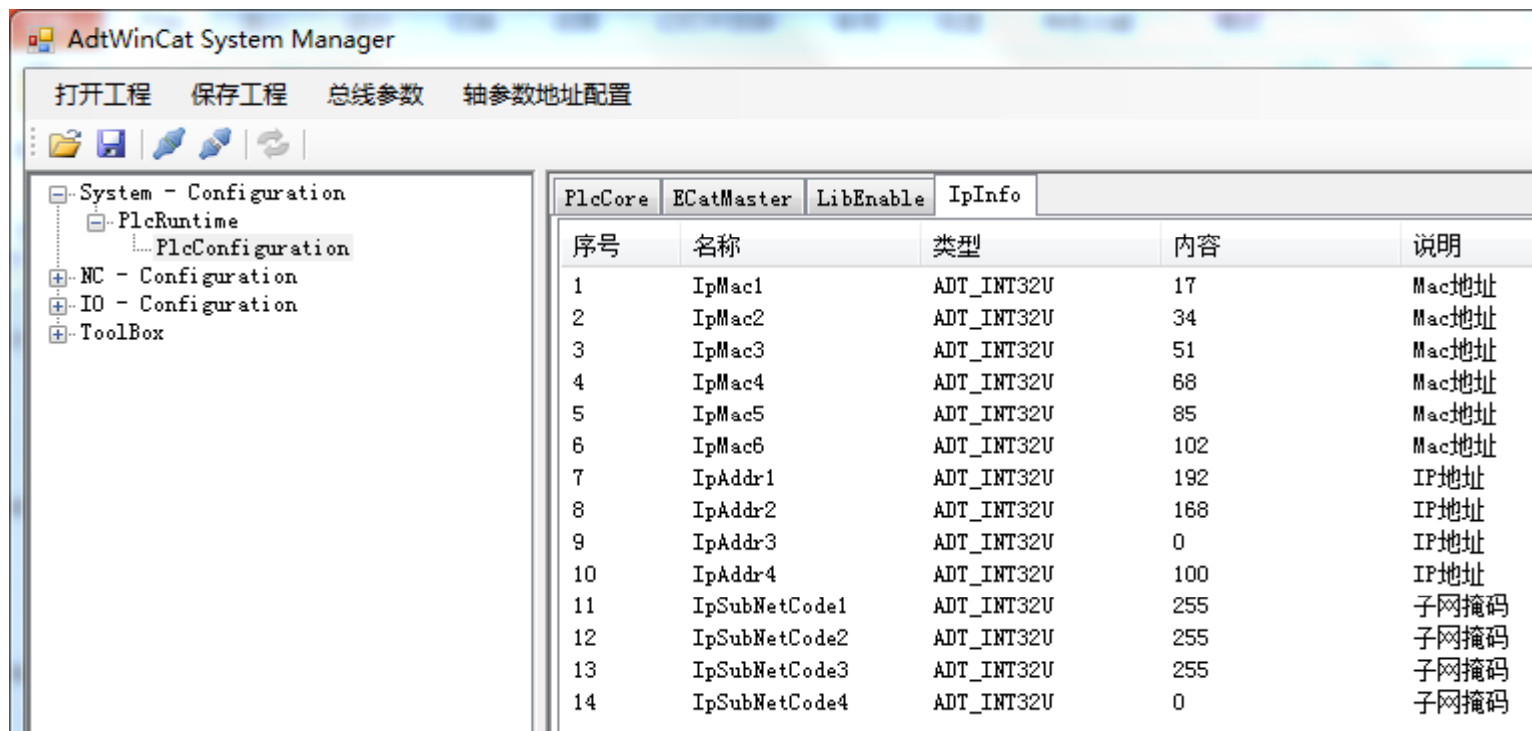 AdtWinCat System Manager
打开工程 保存工程 总线参数 轴参数地址配置
System - Configuration
PlcRuntime
PlcConfiguration
NC - Configuration
IO - Configuration
ToolBox
PlcCore ECatMaster LibEnable IpInfo
序号 名称 类型 内容 说明
1 IpMac1 ADT_INT32U 17 Mac地址
2 IpMac2 ADT_INT32U 34 Mac地址
3 IpMac3 ADT_INT32U 51 Mac地址
4 IpMac4 ADT_INT32U 68 Mac地址
5 IpMac5 ADT_INT32U 85 Mac地址
6 IpMac6 ADT_INT32U 102 Mac地址
7 IpAddr1 ADT_INT32U 192 IP地址
8 IpAddr2 ADT_INT32U 168 IP地址
9 IpAddr3 ADT_INT32U 0 IP地址
10 IpAddr4 ADT_INT32U 100 IP地址
11 IpSubNetCode1 ADT_INT32U 255 子网掩码
12 IpSubNetCode2 ADT_INT32U 255 子网掩码
13 IpSubNetCode3 ADT_INT32U 255 子网掩码
14 IpSubNetCode4 ADT_INT32U 0 子网掩码